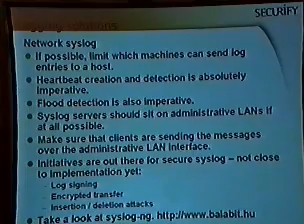 SECURIFY
Network syslog
If possible, limit which machines can send log
entries to a host.
Heartbeat creation and detection is absolutely
imperative.
Flood detection is also imperative.
Syslog servers should sit on administrative LANs if
at all possible.
Make sure that clients are sending the messages
over the administrative LAN interface.
Initiatives are out there for secure syslog – not close
to implementation yet:
– Log signing
– Encrypted transfer
– Insertion / deletion attacks
Take a look at syslog-ng. http://www.balabit.hu